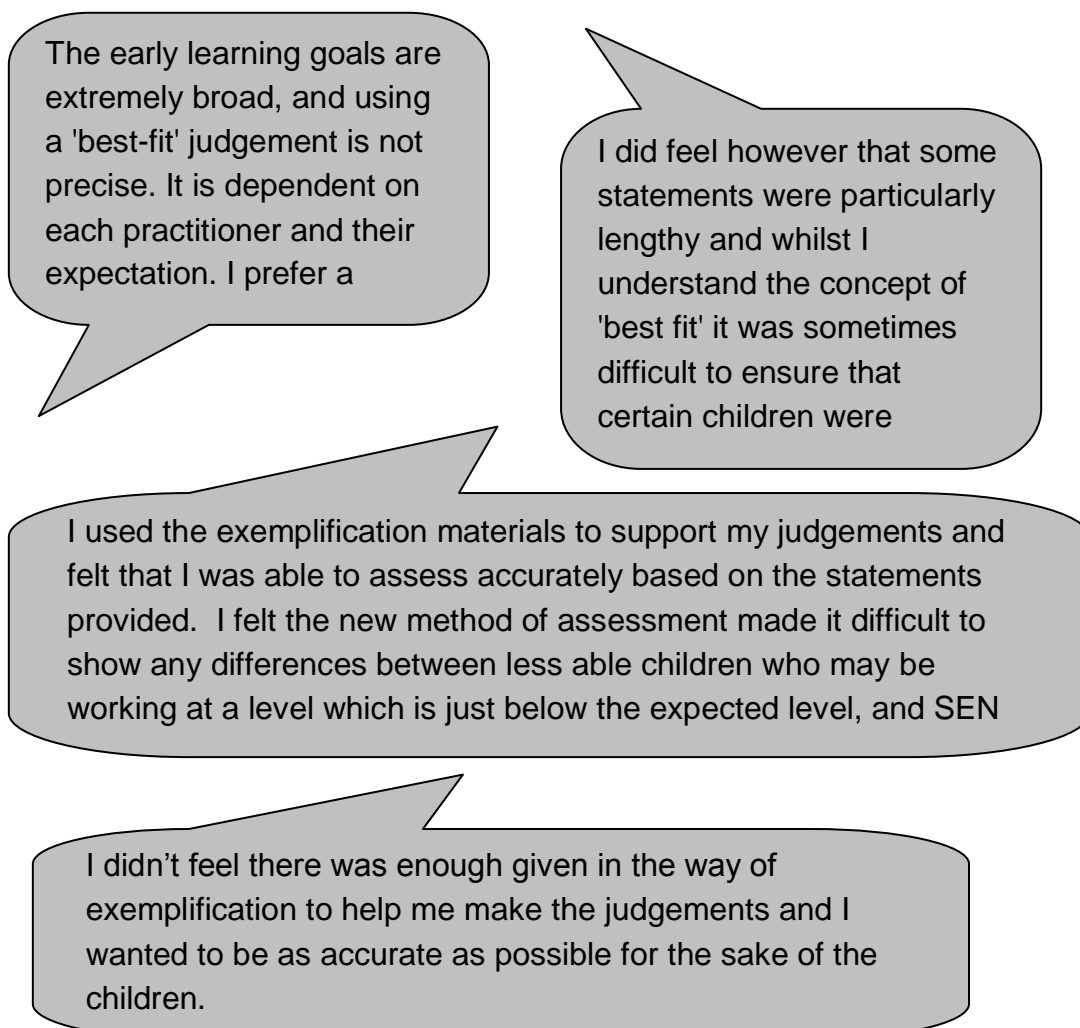 The early learning goals are
extremely broad, and using
a 'best-fit' judgement is not
precise. It is dependent on
each practitioner and their
expectation. I prefer a
I did feel however that some
statements were particularly
lengthy and whilst I
understand the concept of
'best fit' it was sometimes
difficult to ensure that
certain children were
I used the exemplification materials to support my judgements and
felt that I was able to assess accurately based on the statements
provided.  I felt the new method of assessment made it difficult to
show any differences between less able children who may be
working at a level which is just below the expected level, and SEN
I didn’t feel there was enough given in the way of
exemplification to help me make the judgements and I
wanted to be as accurate as possible for the sake of the
children.